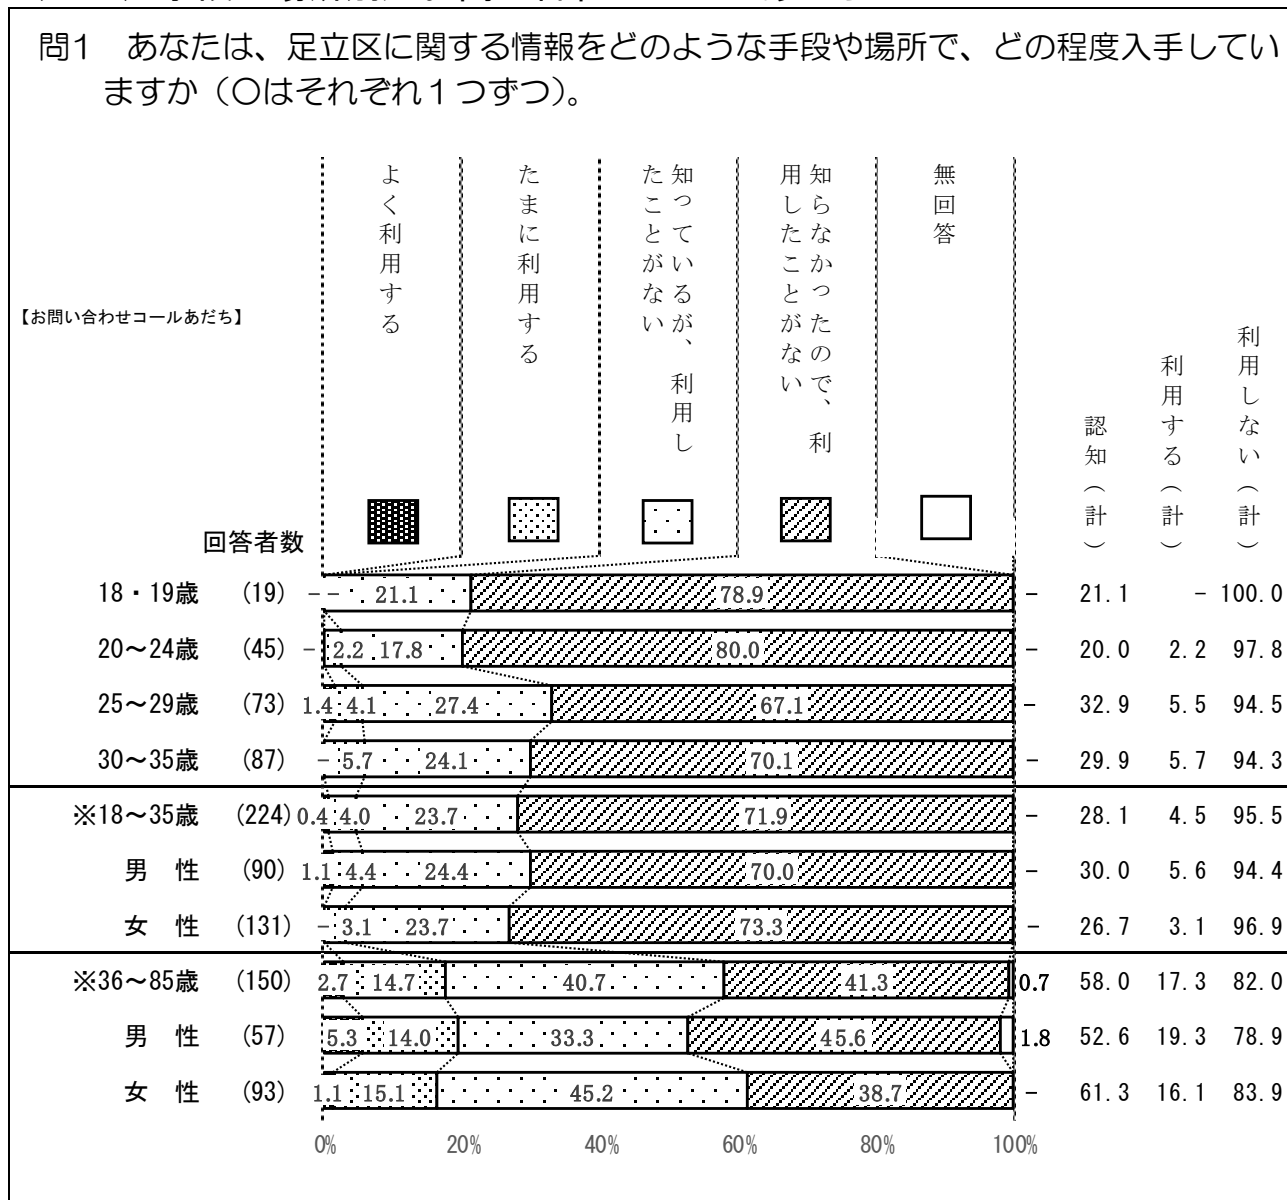 問1 あなたは、足立区に関する情報をどのような手段や場所で、どの程度入手してい
ますか（○はそれぞれ１つずつ）。
よく利用する
たまに利用する
知っているが、利用し
たことがない
知らなかったので、利
用したことがない
無回答
【お問い合わせコールあだち】
認知（計）
利用する（計）
利用しない（計）
回答者数
18・19歳 (19) - - 21.1 78.9 - 21.1 - 100.0
20～24歳 (45) - 2.2 17.8 80.0 - 20.0 2.2 97.8
25～29歳 (73) 1.4 4.1 27.4 67.1 - 32.9 5.5 94.5
30～35歳 (87) - 5.7 24.1 70.1 - 29.9 5.7 94.3
※18～35歳 (224) 0.4 4.0 23.7 71.9 - 28.1 4.5 95.5
男 性 (90) 1.1 4.4 24.4 70.0 - 30.0 5.6 94.4
女 性 (131) - 3.1 23.7 73.3 - 26.7 3.1 96.9
※36～85歳 (150) 2.7 14.7 40.7 41.3 0.7 58.0 17.3 82.0
男 性 (57) 5.3 14.0 33.3 45.6 1.8 52.6 19.3 78.9
女 性 (93) 1.1 15.1 45.2 38.7 - 61.3 16.1 83.9
0% 20% 40% 60% 80% 100%